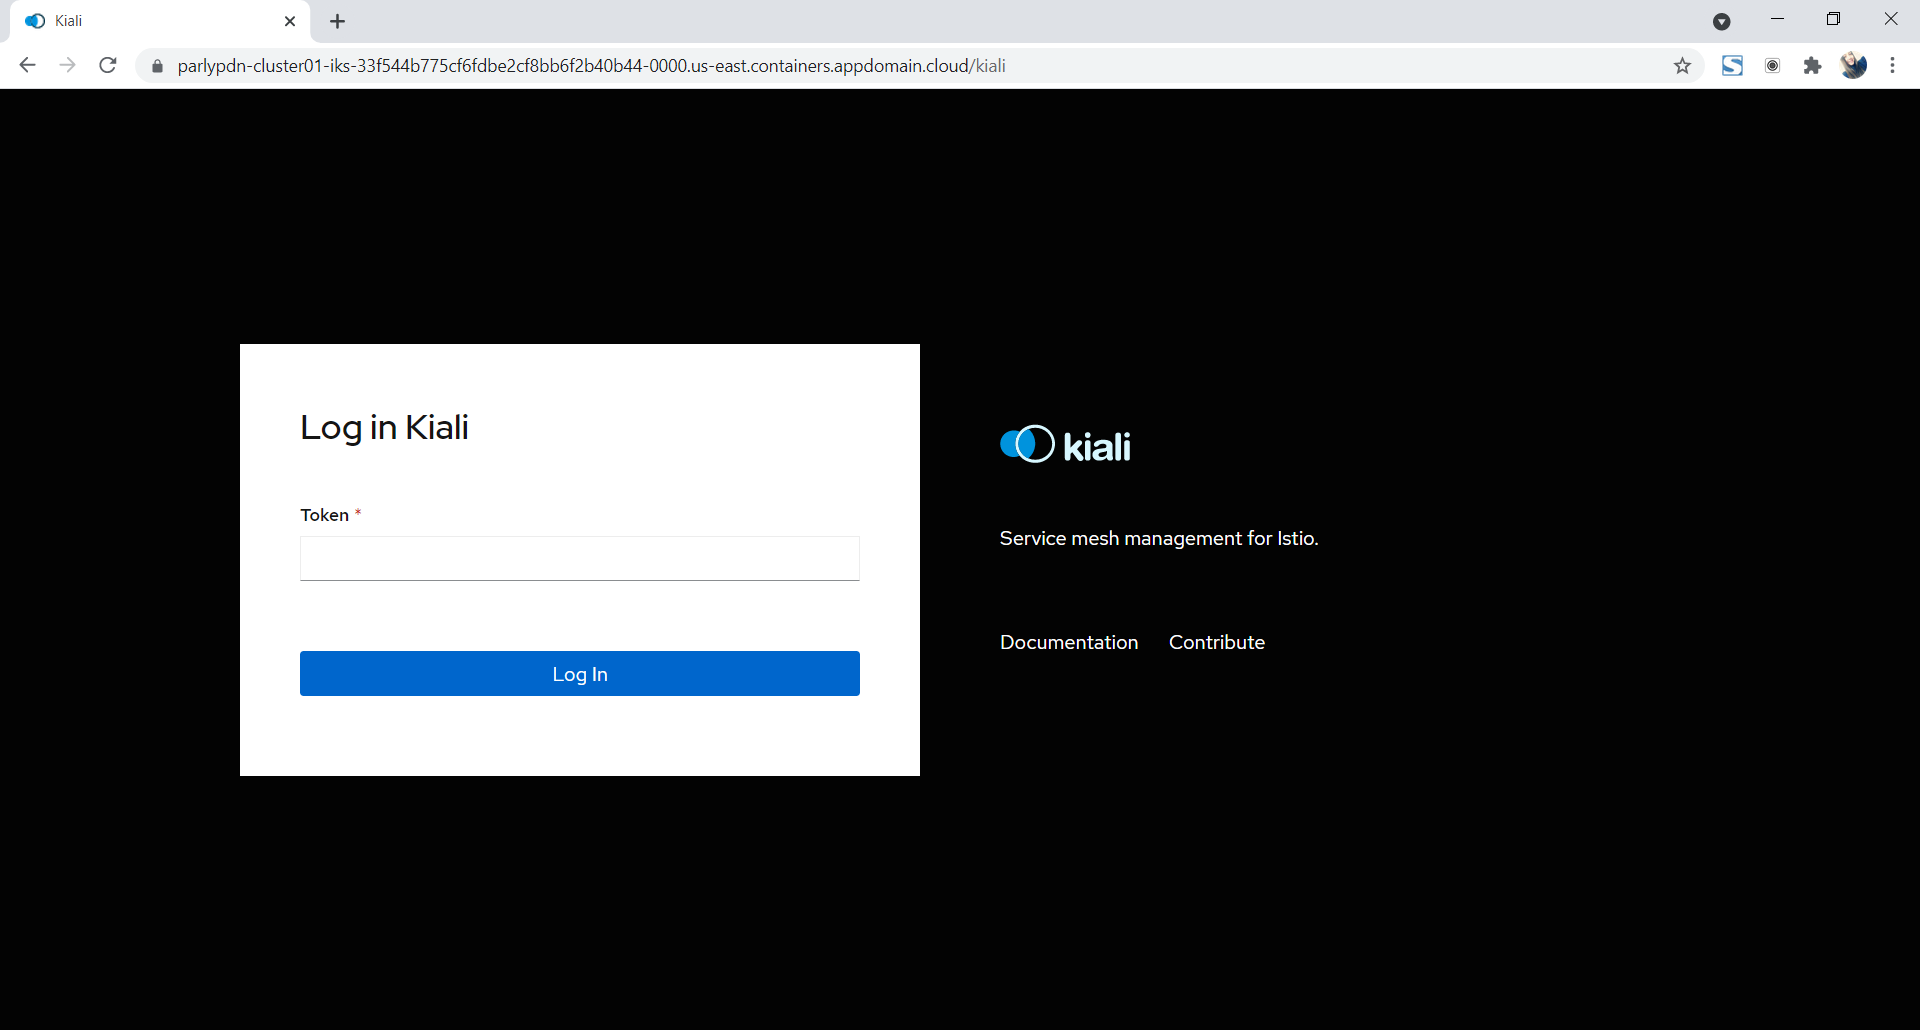 Kiali
parlypdn-cluster01-iks-33f544b775cf6fdbe2cf8bb6f2b40b44-0000.us-east.containers.appdomain.cloud/kiali
Log in Kiali
Token *
Log In
kiali
Service mesh management for Istio.
Documentation Contribute